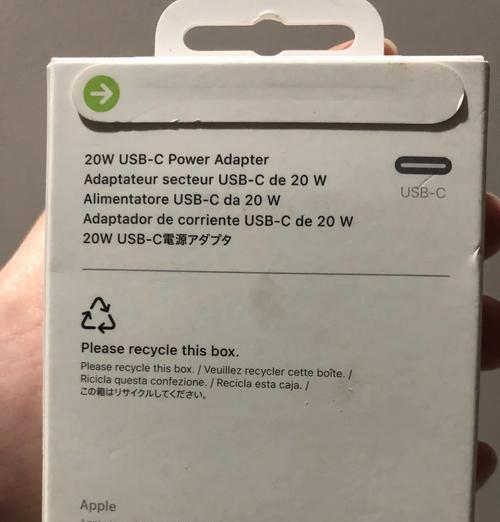 20W USB-C Power Adapter
Adaptateur secteur USB-C de 20 W
Alimentatore USB-C da 20 W
Adaptador de corriente USB-C de 20 W
20W USB-C電源アダプタ
USB-C
Please recycle this box.
Please recycle this box. / Veuillez recycler cette boîte. /
Ricicla questa confezione. / Recicla esta caja. /
この箱はリサイクルしてください。
Apple